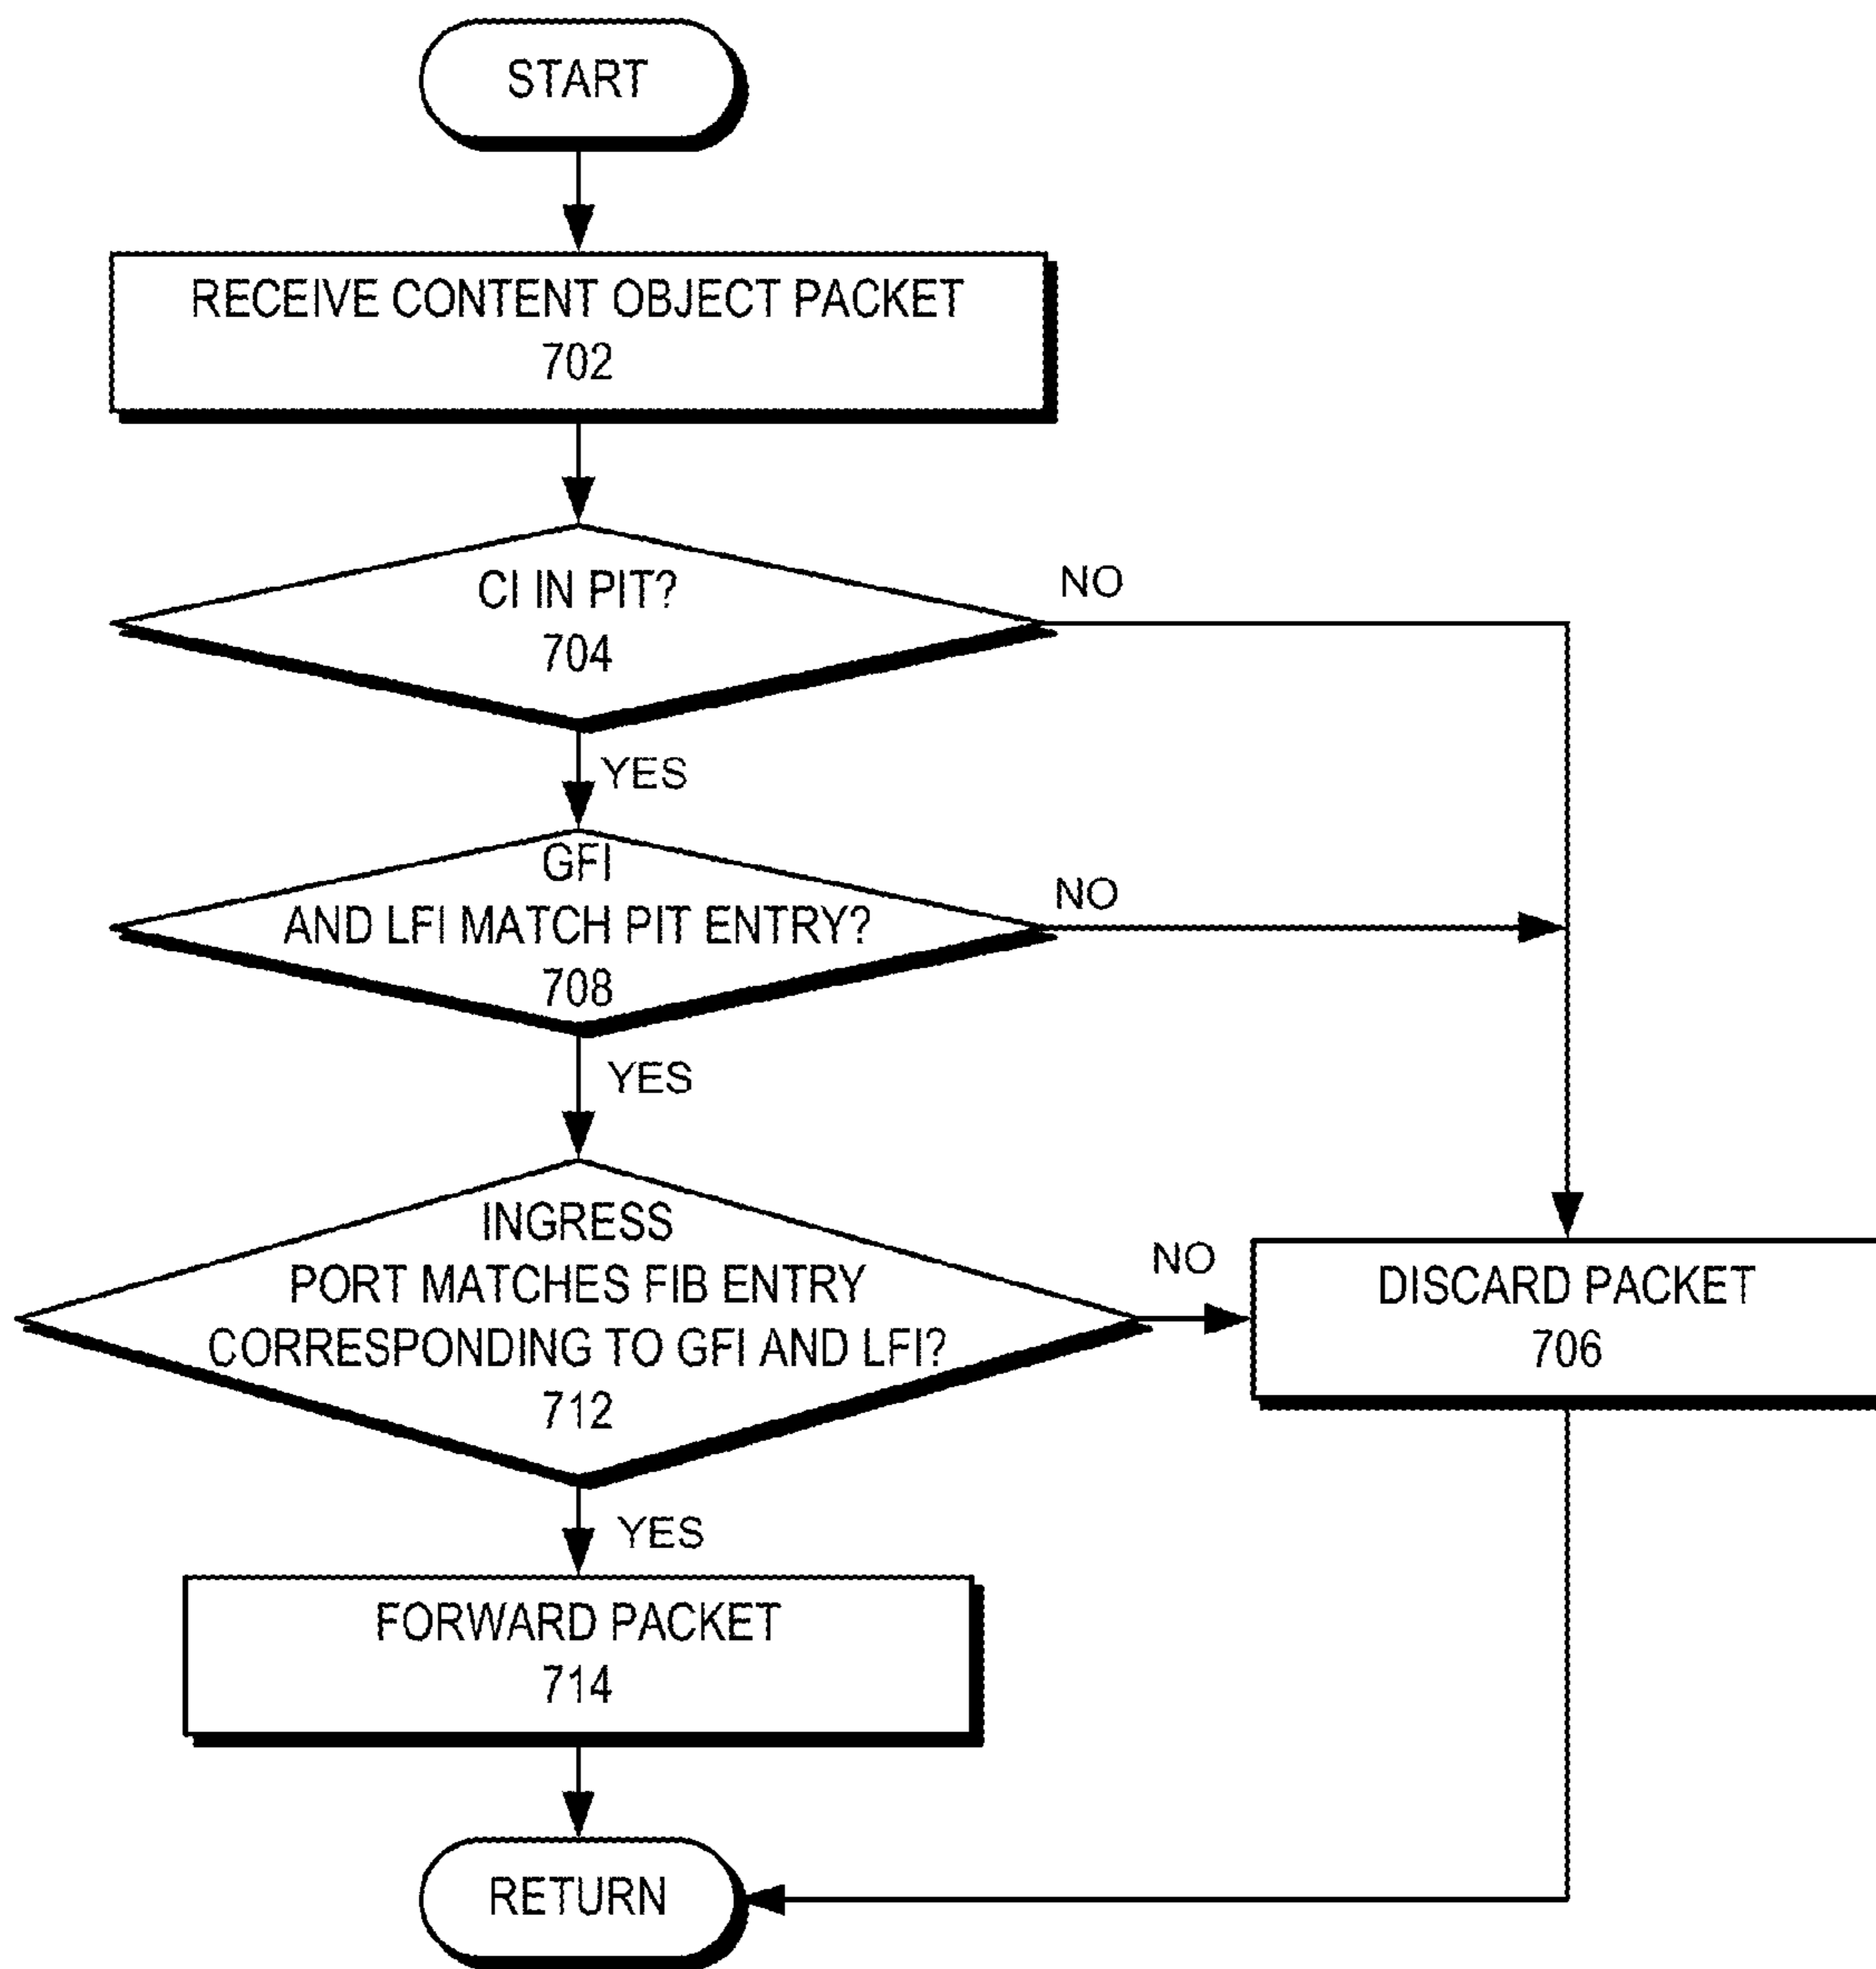 START
RECEIVE CONTENT OBJECT PACKET
702
CI IN PIT?
704
NO
YES
GFI
AND LFI MATCH PIT ENTRY?
708
NO
YES
INGRESS
PORT MATCHES FIB ENTRY
CORRESPONDING TO GFI AND LFI?
712
NO
DISCARD PACKET
706
YES
FORWARD PACKET
714
RETURN